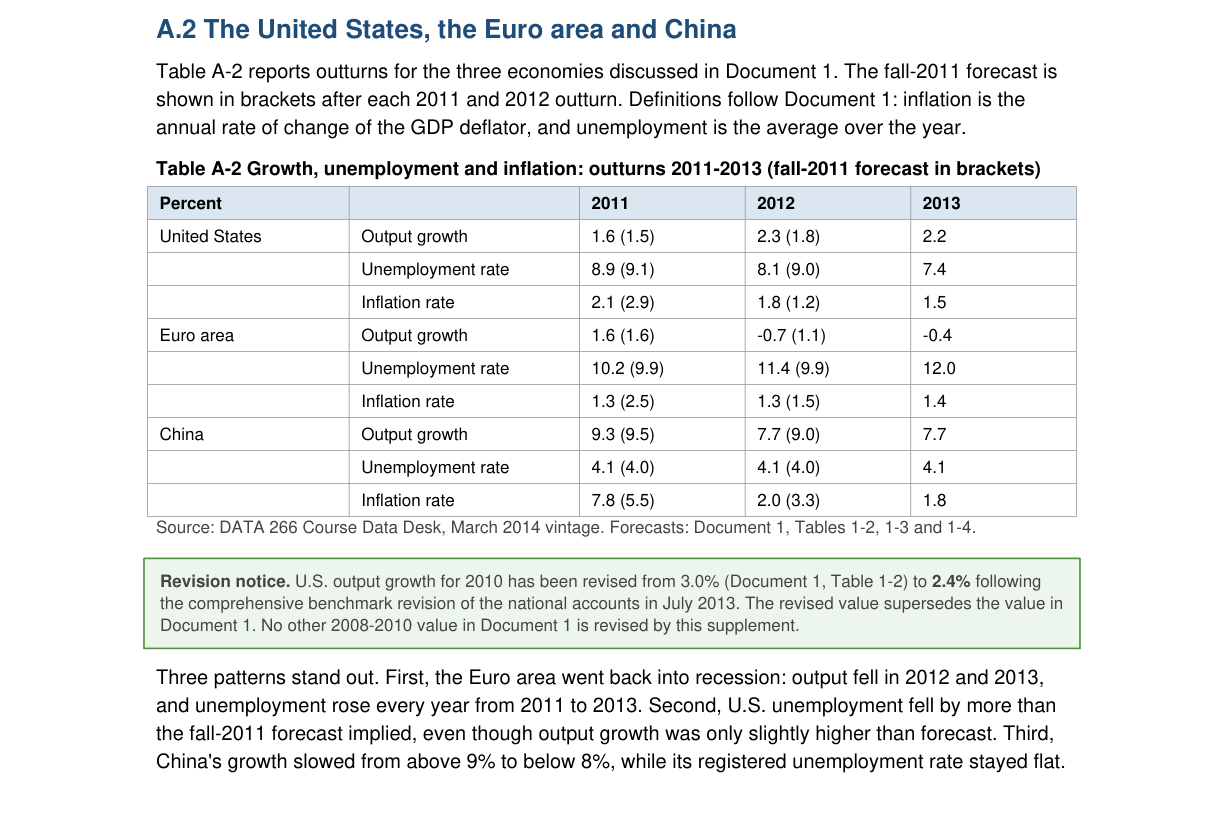 A.2 The United States, the Euro area and China
Table A-2 reports outturns for the three economies discussed in Document 1. The fall-2011 forecast is
shown in brackets after each 2011 and 2012 outturn. Definitions follow Document 1: inflation is the
annual rate of change of the GDP deflator, and unemployment is the average over the year.
Table A-2 Growth, unemployment and inflation: outturns 2011-2013 (fall-2011 forecast in brackets)
Percent 2011 2012 2013
United States Output growth 1.6 (1.5) 2.3 (1.8) 2.2
Unemployment rate 8.9 (9.1) 8.1 (9.0) 7.4
Inflation rate 2.1 (2.9) 1.8 (1.2) 1.5
Euro area Output growth 1.6 (1.6) -0.7 (1.1) -0.4
Unemployment rate 10.2 (9.9) 11.4 (9.9) 12.0
Inflation rate 1.3 (2.5) 1.3 (1.5) 1.4
China Output growth 9.3 (9.5) 7.7 (9.0) 7.7
Unemployment rate 4.1 (4.0) 4.1 (4.0) 4.1
Inflation rate 7.8 (5.5) 2.0 (3.3) 1.8
Source: DATA 266 Course Data Desk, March 2014 vintage. Forecasts: Document 1, Tables 1-2, 1-3 and 1-4.
Revision notice. U.S. output growth for 2010 has been revised from 3.0% (Document 1, Table 1-2) to 2.4% following
the comprehensive benchmark revision of the national accounts in July 2013. The revised value supersedes the value in
Document 1. No other 2008-2010 value in Document 1 is revised by this supplement.
Three patterns stand out. First, the Euro area went back into recession: output fell in 2012 and 2013,
and unemployment rose every year from 2011 to 2013. Second, U.S. unemployment fell by more than
the fall-2011 forecast implied, even though output growth was only slightly higher than forecast. Third,
China's growth slowed from above 9% to below 8%, while its registered unemployment rate stayed flat.